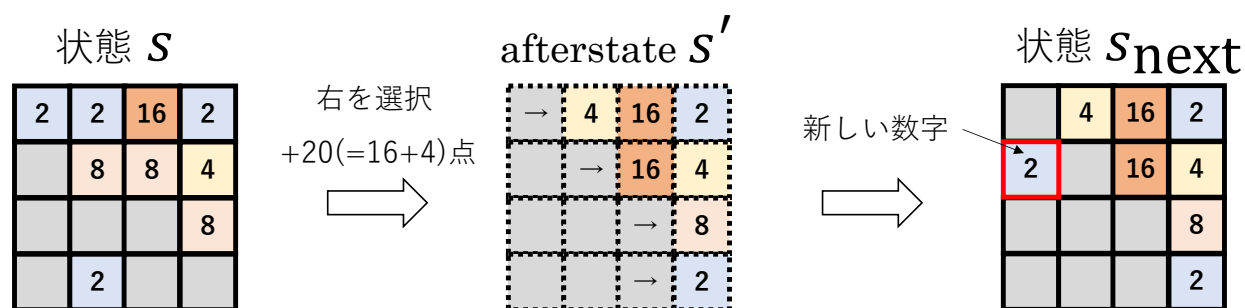 状態 s
2 2 16 2
8 8 4
8
2
右を選択
+20(=16+4)点
afterstate s′
→ 4 16 2
→ 16 4
→ 8
→ 2
新しい数字
状態 snext
4 16 2
2 16 4
8
2